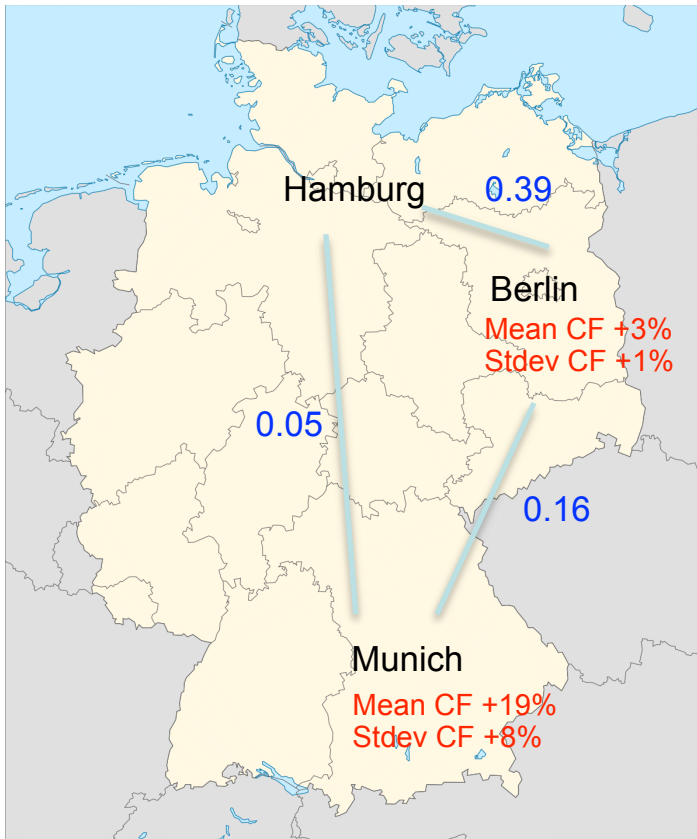 Hamburg
0.39
Berlin
Mean CF +3%
Stdev CF +1%
0.05
0.16
Munich
Mean CF +19%
Stdev CF +8%